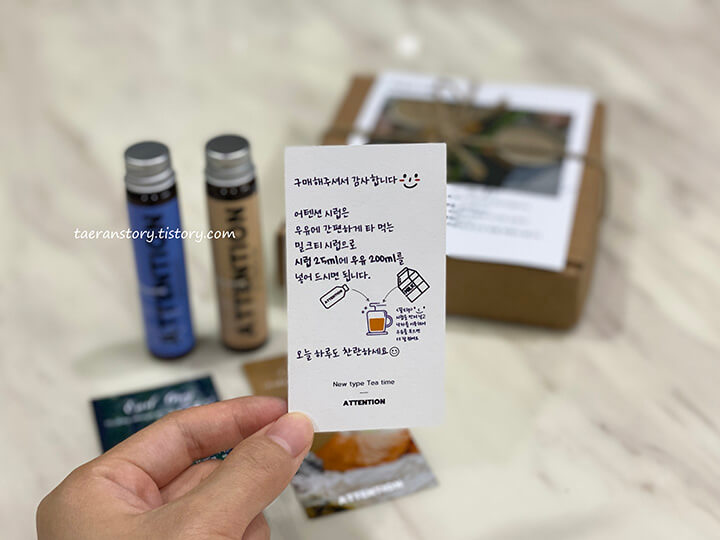 구매해주셔서 감사합니다
어텐션 시럽은
우유에 간편하게 타 먹는
밀크티 시럽으로
시럽 25ml에 우유 200ml를
넣어 드시면 됩니다.
ATTENTION
MILK
오늘 하루도 찬란하세요
New type Tea time
ATTENTION
ATTENTION
ATTENTION
ATTENTION
taeranstory.tistory.com